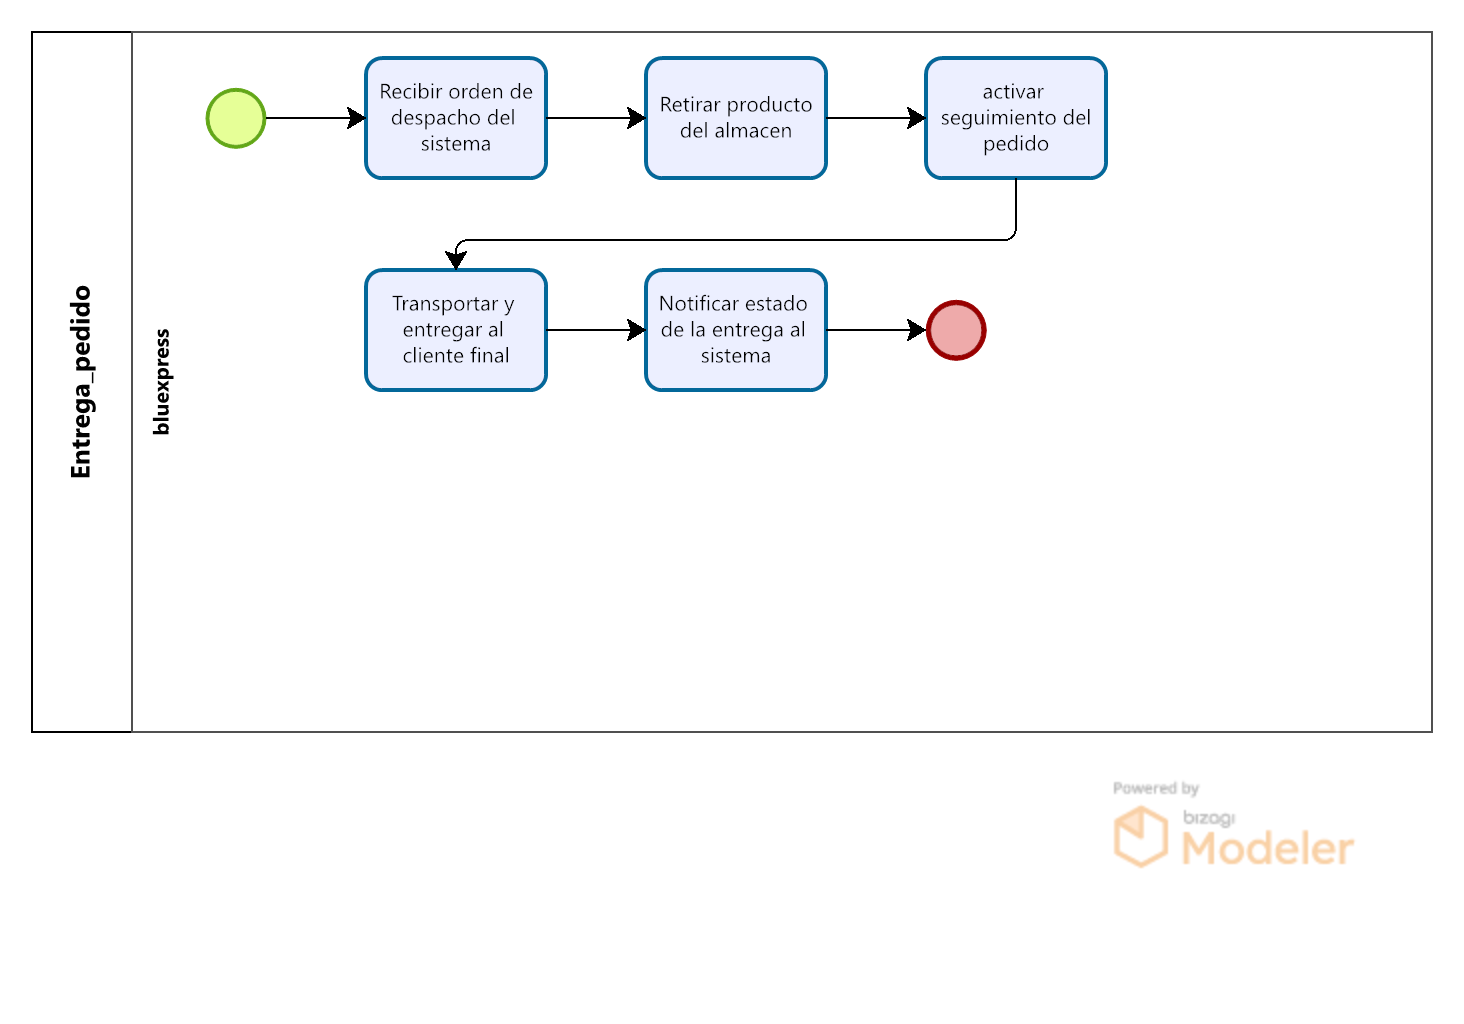 Entrega_pedido
bluexpress
Recibir orden de
despacho del
sistema
Retirar producto
del almacen
activar
seguimiento del
pedido
Transportar y
entregar al
cliente final
Notificar estado
de la entrega al
sistema
Powered by
bizagi
Modeler